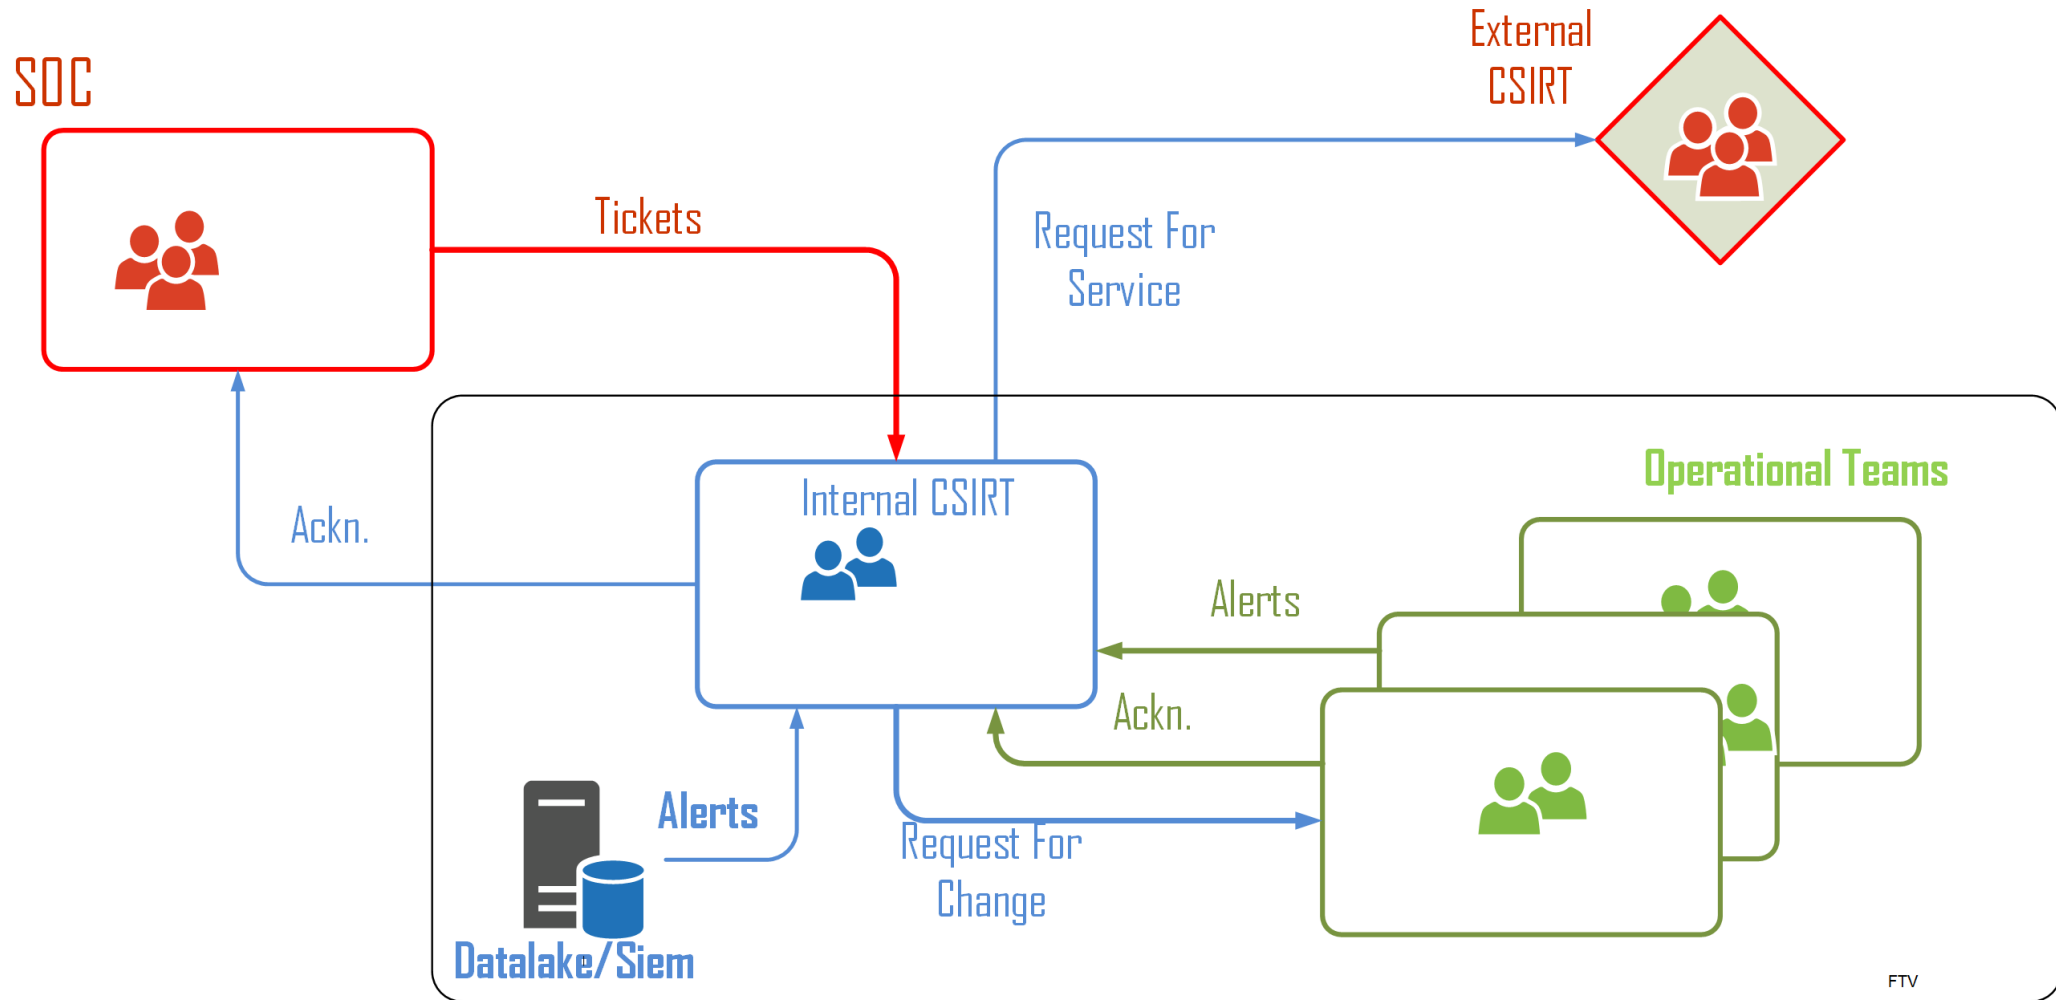 External
CSIRT
SOC
Tickets
Request For
Service
Operational Teams
Internal CSIRT
Ackn.
Alerts
Ackn.
Alerts
Request For
Change
Datalake/Siem
FTV